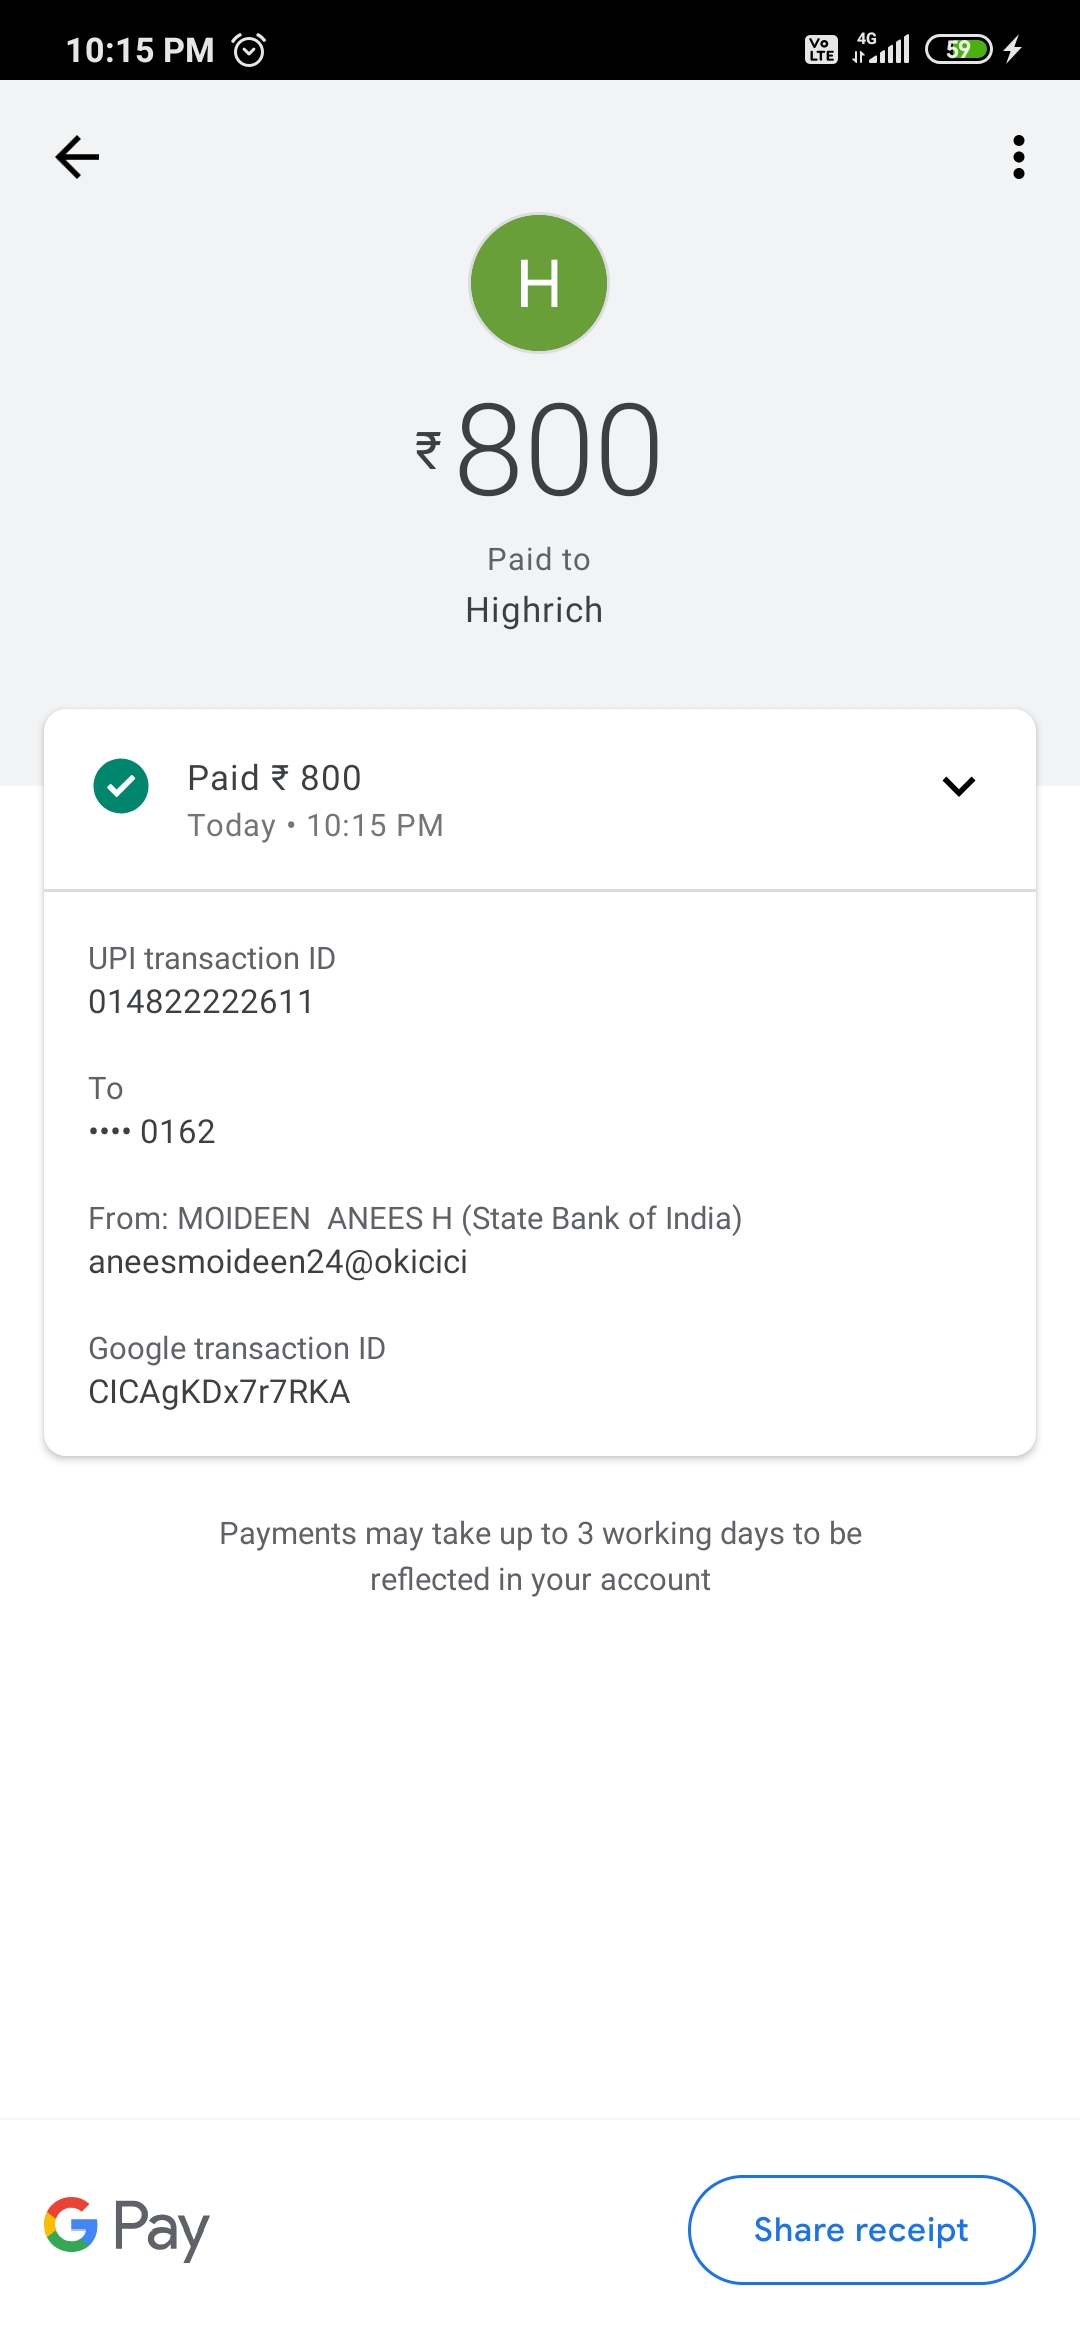 10:15 PM
Vo LTE 4G 59
H
₹800
Paid to
Highrich
Paid ₹ 800
Today • 10:15 PM
UPI transaction ID
014822222611
To
•••• 0162
From: MOIDEEN  ANEES H (State Bank of India)
aneesmoideen24@okicici
Google transaction ID
CICAgKDx7r7RKA
Payments may take up to 3 working days to be
reflected in your account
G Pay
Share receipt